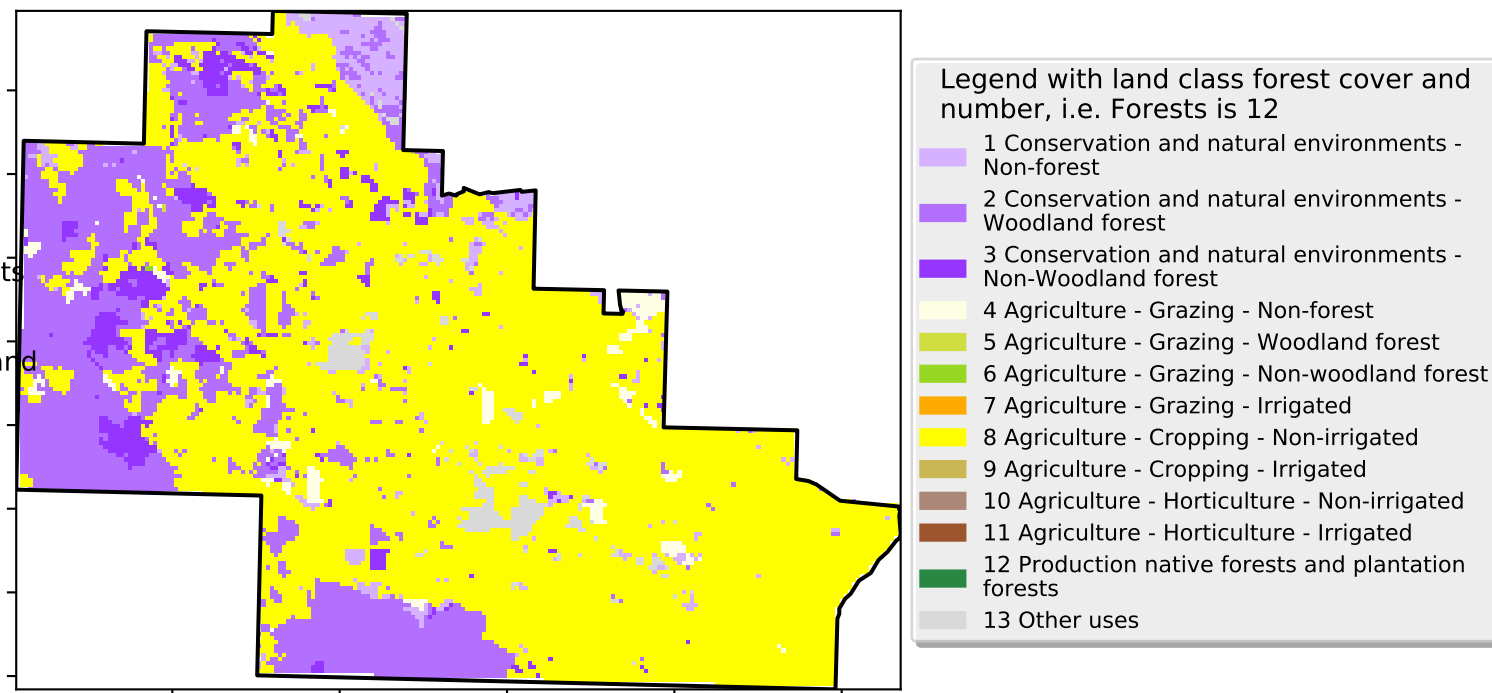 ts
nd
Legend with land class forest cover and
number, i.e. Forests is 12
1 Conservation and natural environments -
Non-forest
2 Conservation and natural environments -
Woodland forest
3 Conservation and natural environments -
Non-Woodland forest
4 Agriculture - Grazing - Non-forest
5 Agriculture - Grazing - Woodland forest
6 Agriculture - Grazing - Non-woodland forest
7 Agriculture - Grazing - Irrigated
8 Agriculture - Cropping - Non-irrigated
9 Agriculture - Cropping - Irrigated
10 Agriculture - Horticulture - Non-irrigated
11 Agriculture - Horticulture - Irrigated
12 Production native forests and plantation
forests
13 Other uses